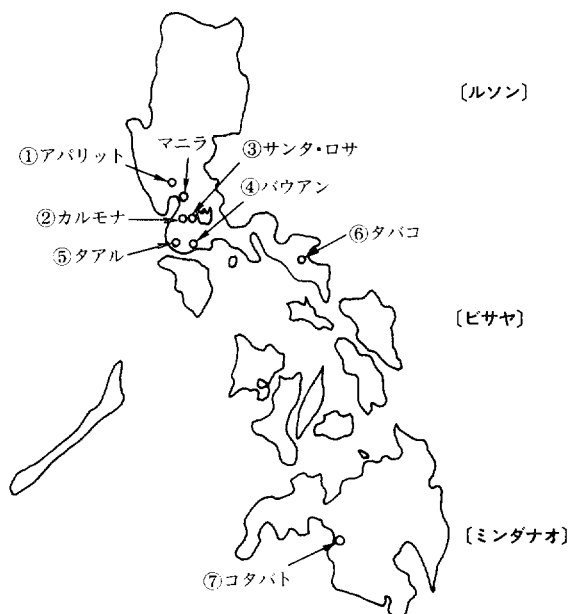 〔ルソン〕
マニラ
①アパリット
③サンタ・ロサ
④バウアン
②カルモナ
⑤タアル
⑥タバコ
〔ビサヤ〕
〔ミンダナオ〕
⑦コタバト